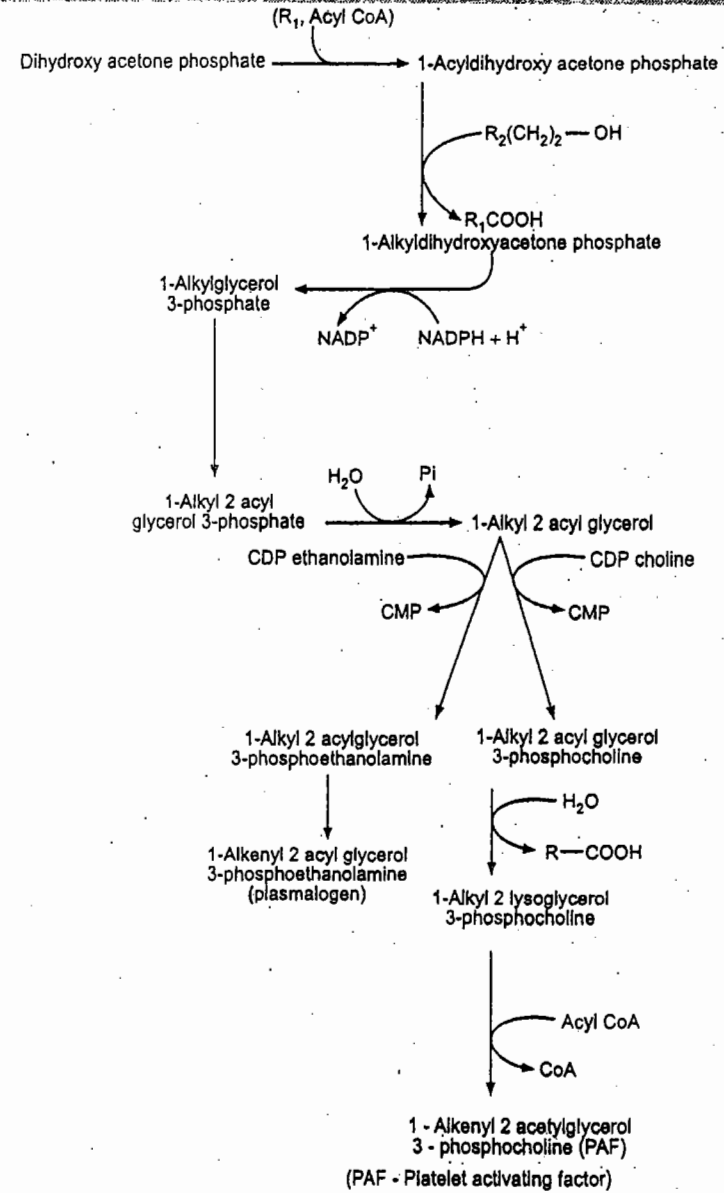 (R₁, Acyl CoA)
Dihydroxy acetone phosphate
1-Acyldihydroxy acetone phosphate
R₂(CH₂)₂—OH
R₁COOH
1-Alkyldihydroxyacetone phosphate
1-Alkylglycerol
3-phosphate
NADP⁺
NADPH + H⁺
1-Alkyl 2 acyl
glycerol 3-phosphate
H₂O
Pi
1-Alkyl 2 acyl glycerol
CDP ethanolamine
CDP choline
CMP
CMP
1-Alkyl 2 acylglycerol
3-phosphoethanolamine
1-Alkyl 2 acyl glycerol
3-phosphocholine
H₂O
R—COOH
1-Alkenyl 2 acyl glycerol
3-phosphoethanolamine
(plasmalogen)
1-Alkyl 2 lysoglycerol
3-phosphocholine
Acyl CoA
CoA
1 - Alkenyl 2 acetylglycerol
3 - phosphocholine (PAF)
(PAF - Platelet activating factor)